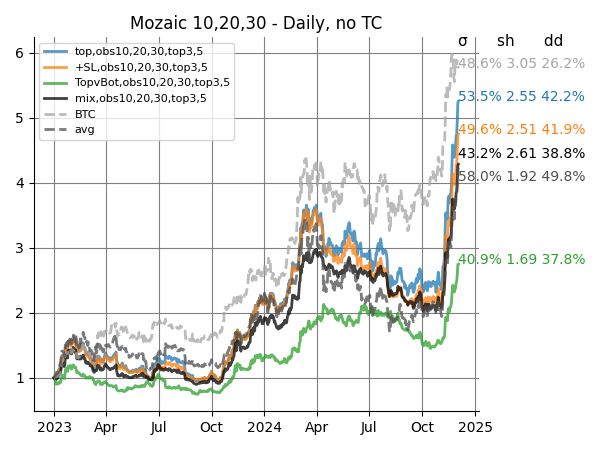 Mozaic 10,20,30 - Daily, no TC
σ sh dd
top,obs10,20,30,top3,5
+SL,obs10,20,30,top3,5
TopvBot,obs10,20,30,top3,5
mix,obs10,20,30,top3,5
BTC
avg
48.6% 3.05 26.2%
53.5% 2.55 42.2%
49.6% 2.51 41.9%
43.2% 2.61 38.8%
58.0% 1.92 49.8%
40.9% 1.69 37.8%
6
5
4
3
2
1
2023 Apr Jul Oct 2024 Apr Jul Oct 2025